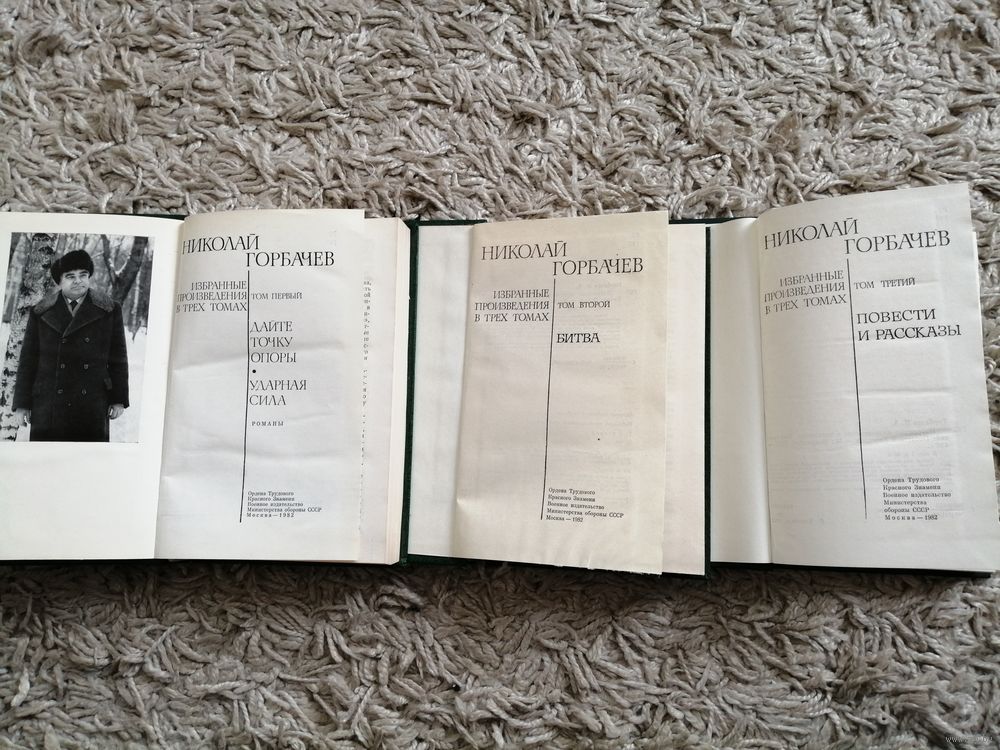 НИКОЛАЙ
ГОРБАЧЕВ
ИЗБРАННЫЕ
ПРОИЗВЕДЕНИЯ
В ТРЕХ ТОМАХ
ТОМ ПЕРВЫЙ
ДАЙТЕ
ТОЧКУ
ОПОРЫ
•
УДАРНАЯ
СИЛА
РОМАНЫ
Ордена Трудового
Красного Знамени
Военное издательство
Министерства обороны СССР
Москва — 1982
НИКОЛАЙ
ГОРБАЧЕВ
ИЗБРАННЫЕ
ПРОИЗВЕДЕНИЯ
В ТРЕХ ТОМАХ
ТОМ ВТОРОЙ
БИТВА
Ордена Трудового
Красного Знамени
Военное издательство
Министерства обороны СССР
Москва — 1982
НИКОЛАЙ
ГОРБАЧЕВ
ИЗБРАННЫЕ
ПРОИЗВЕДЕНИЯ
В ТРЕХ ТОМАХ
ТОМ ТРЕТИЙ
ПОВЕСТИ
И РАССКАЗЫ
Ордена Трудового
Красного Знамени
Военное издательство
Министерства
обороны СССР
Москва — 1982